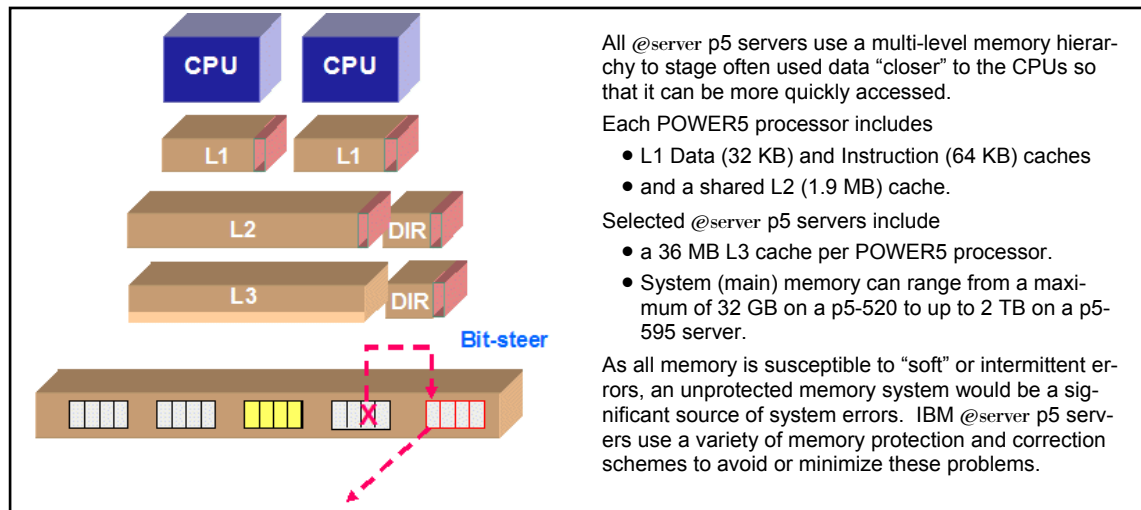 CPU
CPU
L1
L1
L2
DIR
L3
DIR
Bit-steer
X
All @server p5 servers use a multi-level memory hierar-
chy to stage often used data “closer” to the CPUs so
that it can be more quickly accessed.
Each POWER5 processor includes
• L1 Data (32 KB) and Instruction (64 KB) caches
• and a shared L2 (1.9 MB) cache.
Selected @server p5 servers include
• a 36 MB L3 cache per POWER5 processor.
• System (main) memory can range from a maxi-
mum of 32 GB on a p5-520 to up to 2 TB on a p5-
595 server.
As all memory is susceptible to “soft” or intermittent er-
rors, an unprotected memory system would be a sig-
nificant source of system errors.  IBM @server p5 serv-
ers use a variety of memory protection and correction
schemes to avoid or minimize these problems.